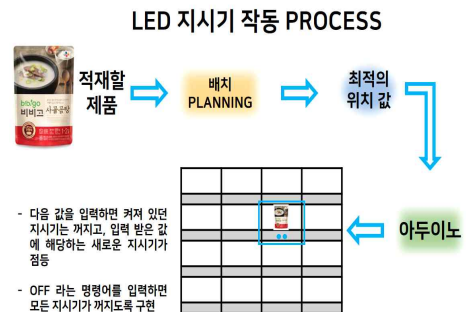 LED 지시기 작동 PROCESS
bibigo
비비고 사골곰탕
적재할
제품
배치
PLANNING
최적의
위치 값
아두이노
- 다음 값을 입력하면 켜져 있던
지시기는 꺼지고, 입력 받은 값
에 해당하는 새로운 지시기가
점등
- OFF 라는 명령어를 입력하면
모든 지시기가 꺼지도록 구현